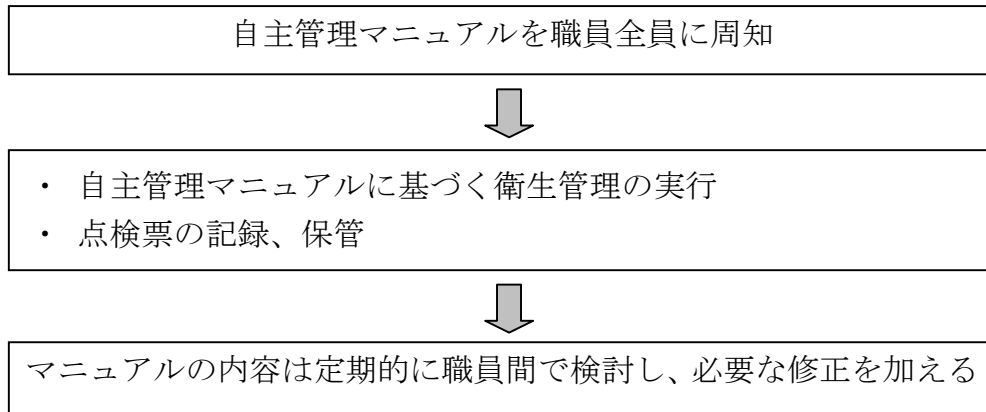 自主管理マニュアルを職員全員に周知
・ 自主管理マニュアルに基づく衛生管理の実行
・ 点検票の記録、保管
マニュアルの内容は定期的に職員間で検討し、必要な修正を加える